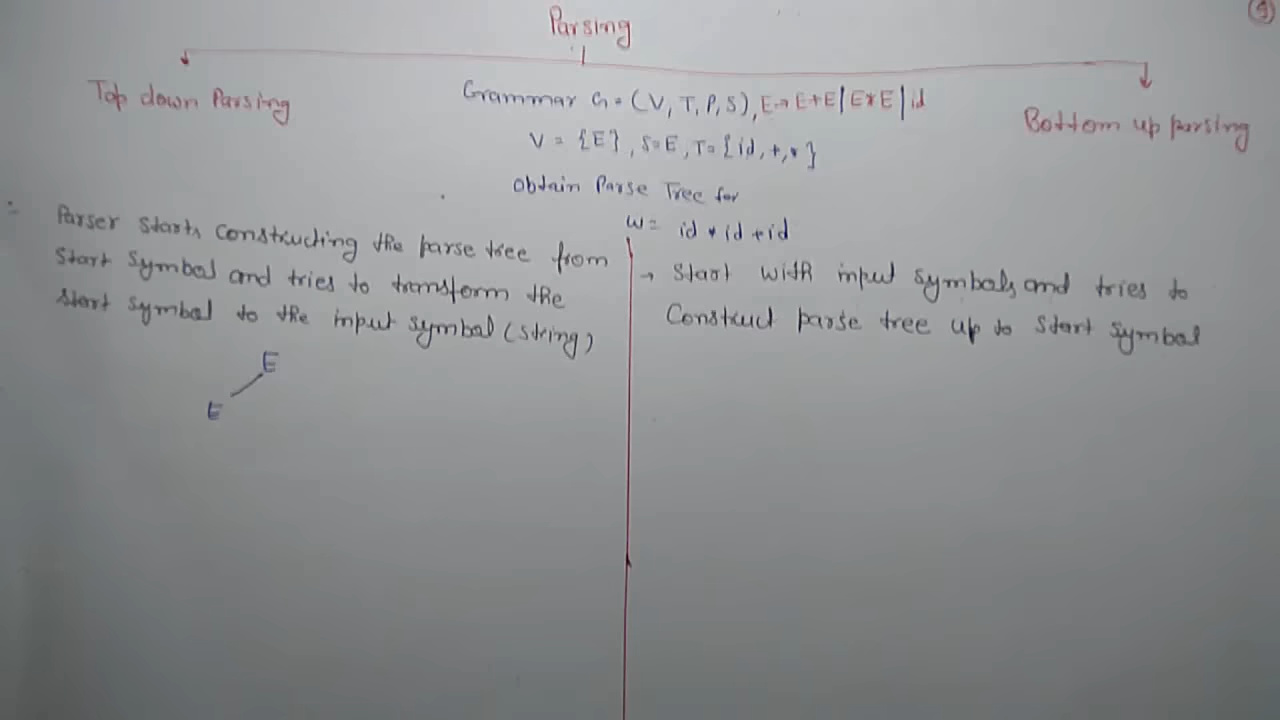 Parsing
Top down Parsing
Grammar G = (V, T, P, S), E → E+E | E*E | id
Bottom up parsing
V = {E}, S=E, T={id, +, *}
Obtain Parse Tree for
w = id * id + id
Parser starts constructing the parse tree from
start symbol and tries to transform the
start symbol to the input symbol (string)
→ Start with input symbols and tries to
Construct parse tree up to start symbol
E
E